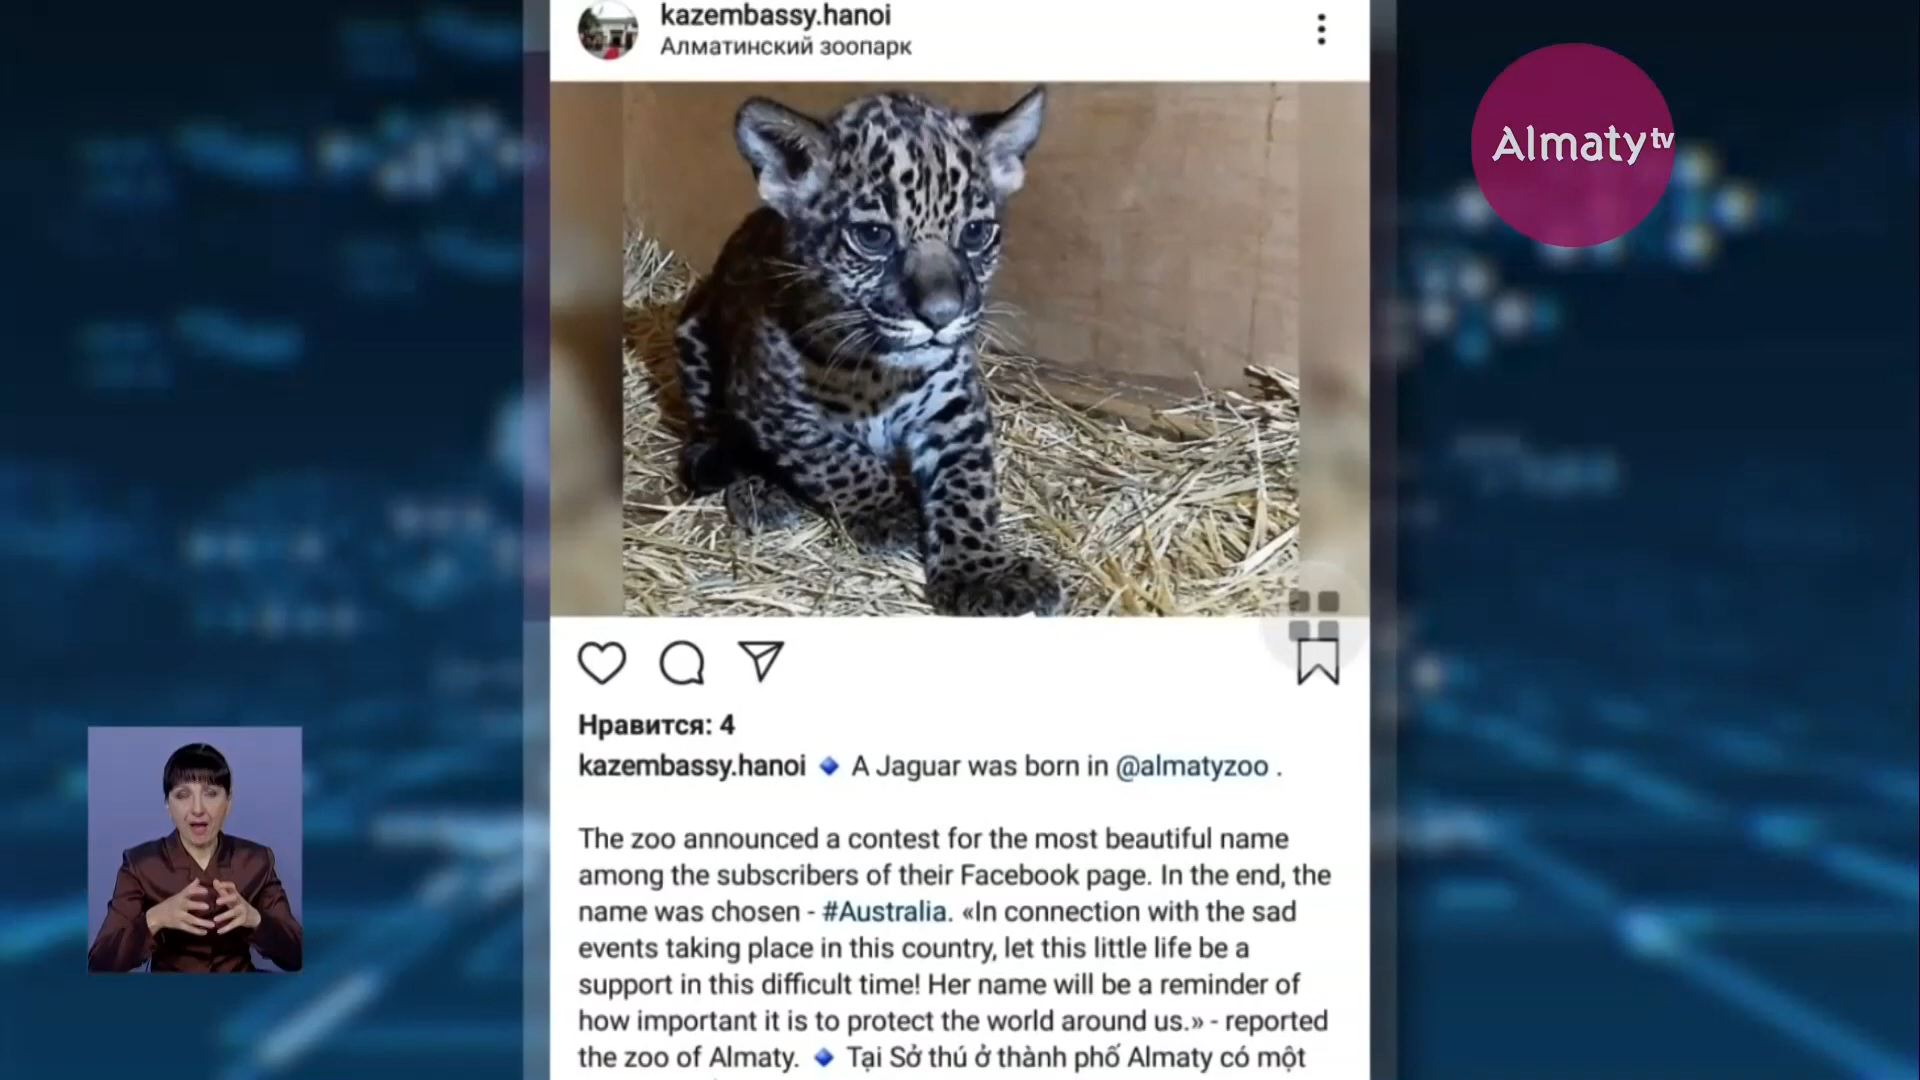 kazembassy.hanoi
Алматинский зоопарк
Almaty tv
Нравится: 4
kazembassy.hanoi 🔹 A Jaguar was born in @almatyzoo .
The zoo announced a contest for the most beautiful name
among the subscribers of their Facebook page. In the end, the
name was chosen - #Australia. «In connection with the sad
events taking place in this country, let this little life be a
support in this difficult time! Her name will be a reminder of
how important it is to protect the world around us.» - reported
the zoo of Almaty. 🔹 Tại Sở thú ở thành phố Almaty có một